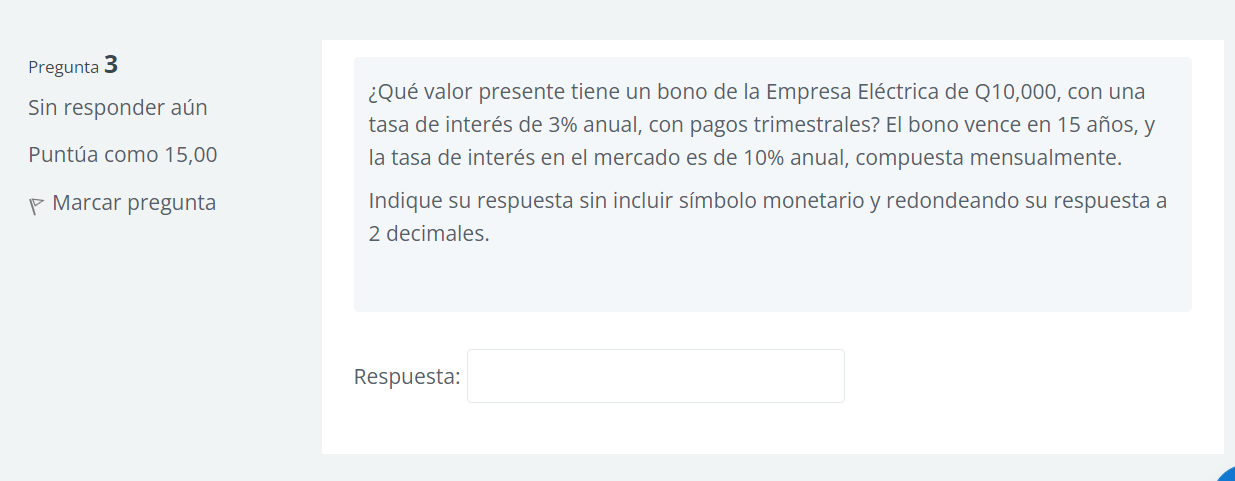 Pregunta 3
Sin responder aún
Puntúa como 15,00
Marcar pregunta
¿Qué valor presente tiene un bono de la Empresa Eléctrica de Q10,000, con una
tasa de interés de 3% anual, con pagos trimestrales? El bono vence en 15 años, y
la tasa de interés en el mercado es de 10% anual, compuesta mensualmente.
Indique su respuesta sin incluir símbolo monetario y redondeando su respuesta a
2 decimales.
Respuesta: